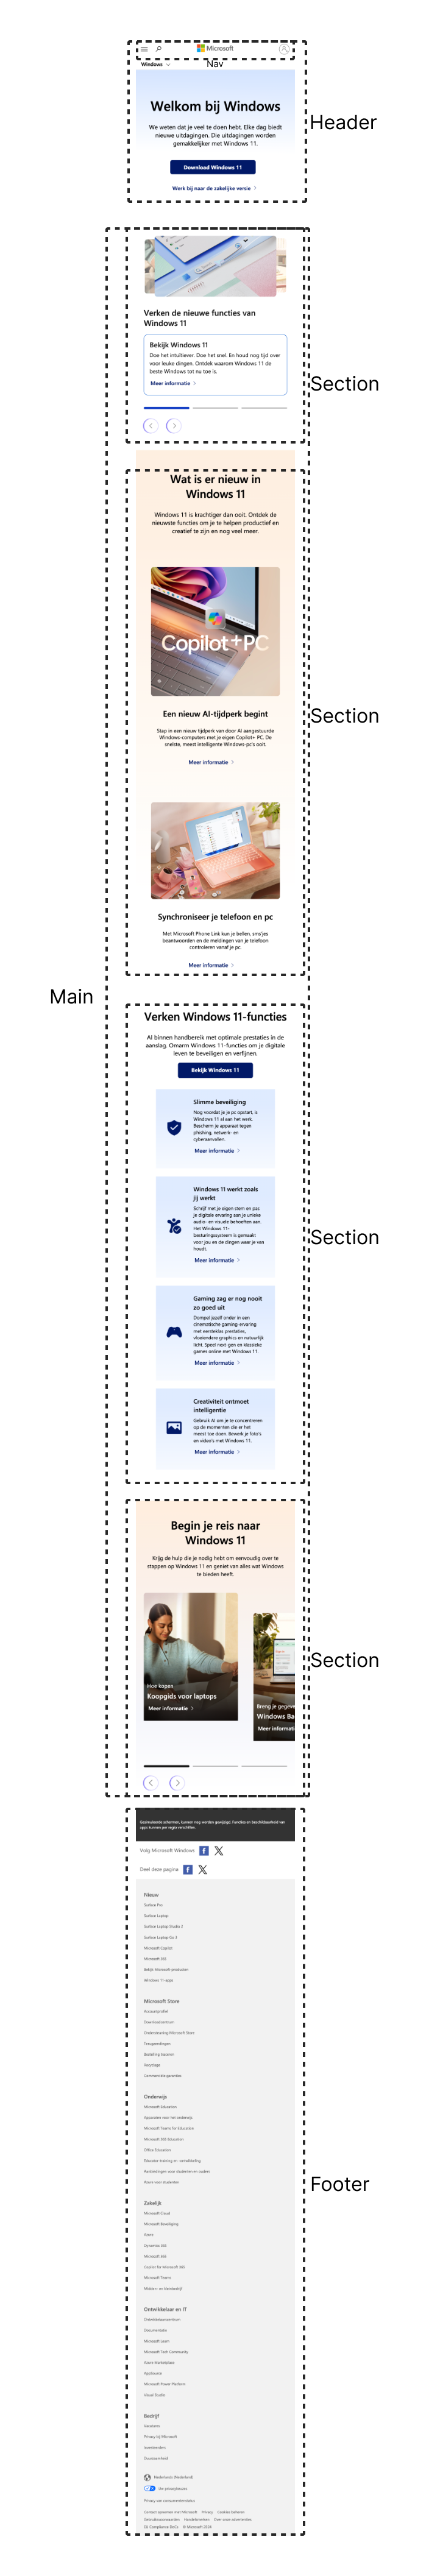 Microsoft
Windows
Nav
Header
Welkom bij Windows
We weten dat je veel te doen hebt. Elke dag biedt
nieuwe uitdagingen. Die uitdagingen worden
gemakkelijker met Windows 11.
Download Windows 11
Werk bij naar de zakelijke versie
Verken de nieuwe functies van
Windows 11
Bekijk Windows 11
Doe het intuïtiever. Doe het snel. En houd nog tijd over
voor leuke dingen. Ontdek waarom Windows 11 de
beste Windows tot nu toe is.
Meer informatie
Section
Wat is er nieuw in
Windows 11
Windows 11 is krachtiger dan ooit. Ontdek de
nieuwste functies om je te helpen productief en
creatief te zijn en nog veel meer.
Copilot+PC
Section
Een nieuw AI-tijdperk begint
Stap in een nieuw tijdperk van door AI aangestuurde
Windows-computers met je eigen Copilot+ PC. De
snelste, meest intelligente Windows-pc's ooit.
Meer informatie
Synchroniseer je telefoon en pc
Met Microsoft Phone Link kun je bellen, sms'jes
beantwoorden en de meldingen van je telefoon
controleren vanaf je pc.
Meer informatie
Main
Verken Windows 11-functies
AI binnen handbereik met optimale prestaties in de
aanslag. Omarm Windows 11-functies om je digitale
leven te beveiligen en verfijnen.
Bekijk Windows 11
Slimme beveiliging
Nog voordat je je pc opstart, is
Windows 11 al aan het werk.
Bescherm je apparaat tegen
phishing, netwerk- en
cyberaanvallen.
Meer informatie
Windows 11 werkt zoals
jij werkt
Schrijf met je eigen stem en pas
je digitale ervaring aan je unieke
audio- en visuele behoeften aan.
Het Windows 11-
besturingssysteem is gemaakt
voor jou en de dingen waar je van
houdt.
Meer informatie
Section
Gaming zag er nog nooit
zo goed uit
Dompel jezelf onder in een
cinematische gaming-ervaring
met eersteklas prestaties,
vloeiendere graphics en natuurlijk
licht. Speel next-gen en klassieke
games online met Windows 11.
Meer informatie
Creativiteit ontmoet
intelligentie
Gebruik AI om je te concentreren
op de momenten die er het
meest toe doen. Bewerk je foto's
en video's met Windows 11.
Meer informatie
Begin je reis naar
Windows 11
Krijg de hulp die je nodig hebt om eenvoudig over te
stappen op Windows 11 en geniet van alles wat Windows
te bieden heeft.
Hoe kopen
Koopgids voor laptops
Meer informatie
Breng je gegeve
Windows Ba
Meer informati
Section
Gesimuleerde schermen, kunnen nog worden gewijzigd. Functies en beschikbaarheid van
apps kunnen per regio verschillen.
Volg Microsoft Windows
Deel deze pagina
Nieuw
Surface Pro
Surface Laptop
Surface Laptop Studio 2
Surface Laptop Go 3
Microsoft Copilot
Microsoft 365
Bekijk Microsoft-producten
Windows 11-apps
Microsoft Store
Accountprofiel
Downloadcentrum
Ondersteuning Microsoft Store
Terugzendingen
Bestelling traceren
Recyclage
Commerciële garanties
Onderwijs
Microsoft Education
Apparaten voor het onderwijs
Microsoft Teams for Education
Microsoft 365 Education
Office Education
Educator-training en -ontwikkeling
Aanbiedingen voor studenten en ouders
Azure voor studenten
Footer
Zakelijk
Microsoft Cloud
Microsoft Beveiliging
Azure
Dynamics 365
Microsoft 365
Copilot for Microsoft 365
Microsoft Teams
Midden- en kleinbedrijf
Ontwikkelaar en IT
Ontwikkelaarscentrum
Documentatie
Microsoft Learn
Microsoft Tech Community
Azure Marketplace
AppSource
Microsoft Power Platform
Visual Studio
Bedrijf
Vacatures
Privacy bij Microsoft
Investeerders
Duurzaamheid
Nederlands (Nederland)
Uw privacykeuzes
Privacy van consumentenstatus
Contact opnemen met Microsoft Privacy Cookies beheren
Gebruiksvoorwaarden Handelsmerken Over onze advertenties
EU Compliance DoCs © Microsoft 2024